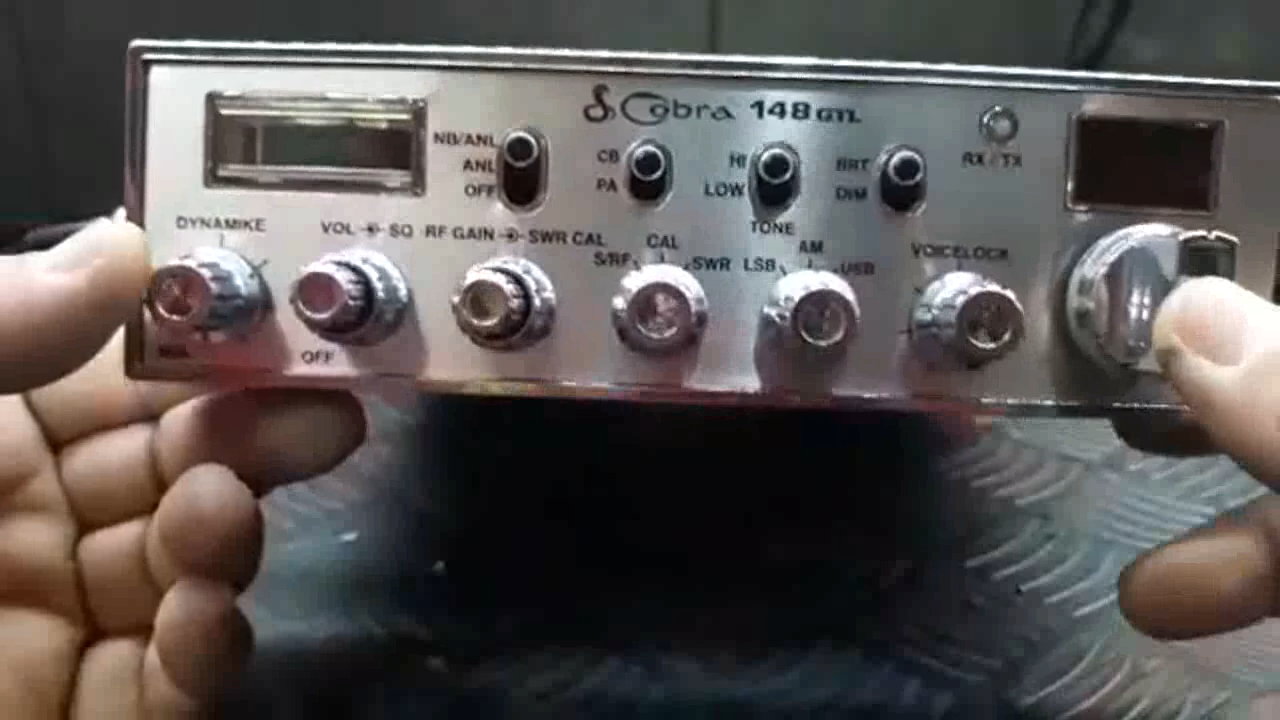 Cobra 148 GTL
NB/ANL
ANL
OFF
CB
PA
HI
LOW
TONE
BRT
DIM
RX / TX
DYNAMIKE
VOL SQ
OFF
RF GAIN SWR CAL
S/RF CAL SWR
LSB AM USB
VOICELOCK